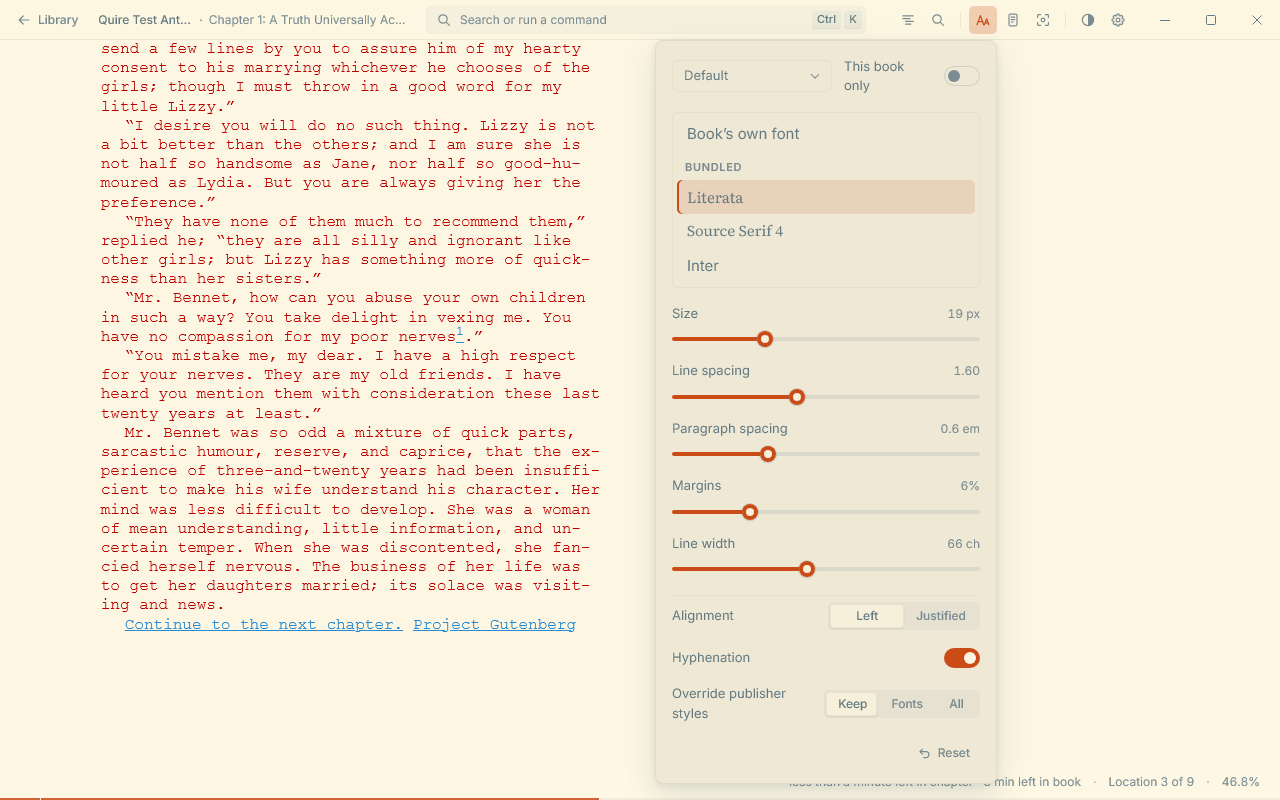 Library
Quire Test Ant... · Chapter 1: A Truth Universally Ac...
Search or run a command
Ctrl K
send a few lines by you to assure him of my hearty
consent to his marrying whichever he chooses of the
girls; though I must throw in a good word for my
little Lizzy.”
“I desire you will do no such thing. Lizzy is not
a bit better than the others; and I am sure she is
not half so handsome as Jane, nor half so good-hu-
moured as Lydia. But you are always giving her the
preference.”
“They have none of them much to recommend them,”
replied he; “they are all silly and ignorant like
other girls; but Lizzy has something more of quick-
ness than her sisters.”
“Mr. Bennet, how can you abuse your own children
in such a way? You take delight in vexing me. You
have no compassion for my poor nerves1.”
“You mistake me, my dear. I have a high respect
for your nerves. They are my old friends. I have
heard you mention them with consideration these last
twenty years at least.”
Mr. Bennet was so odd a mixture of quick parts,
sarcastic humour, reserve, and caprice, that the ex-
perience of three-and-twenty years had been insuffi-
cient to make his wife understand his character. Her
mind was less difficult to develop. She was a woman
of mean understanding, little information, and un-
certain temper. When she was discontented, she fan-
cied herself nervous. The business of her life was
to get her daughters married; its solace was visit-
ing and news.
Continue to the next chapter. Project Gutenberg
Default
This book
only
Book’s own font
BUNDLED
Literata
Source Serif 4
Inter
Size 19 px
Line spacing 1.60
Paragraph spacing 0.6 em
Margins 6%
Line width 66 ch
Alignment Left Justified
Hyphenation
Override publisher
styles
Keep Fonts All
Reset
less than a minute left in chapter min left in book · Location 3 of 9 · 46.8%